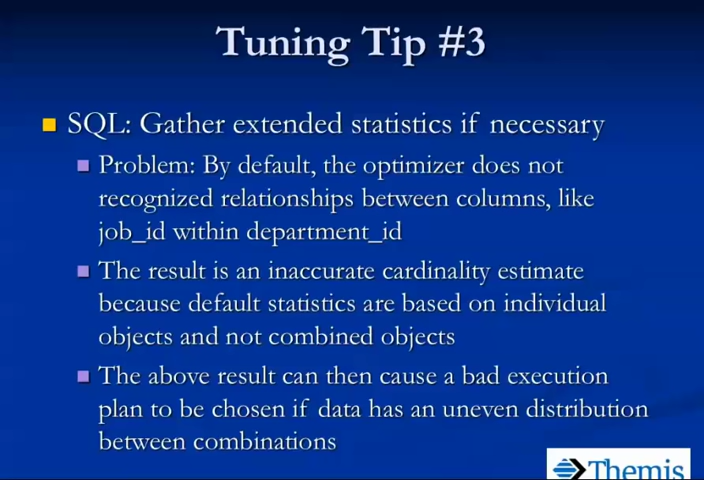 Tuning Tip #3
SQL: Gather extended statistics if necessary
Problem: By default, the optimizer does not
recognized relationships between columns, like
job_id within department_id
The result is an inaccurate cardinality estimate
because default statistics are based on individual
objects and not combined objects
The above result can then cause a bad execution
plan to be chosen if data has an uneven distribution
between combinations
Themis